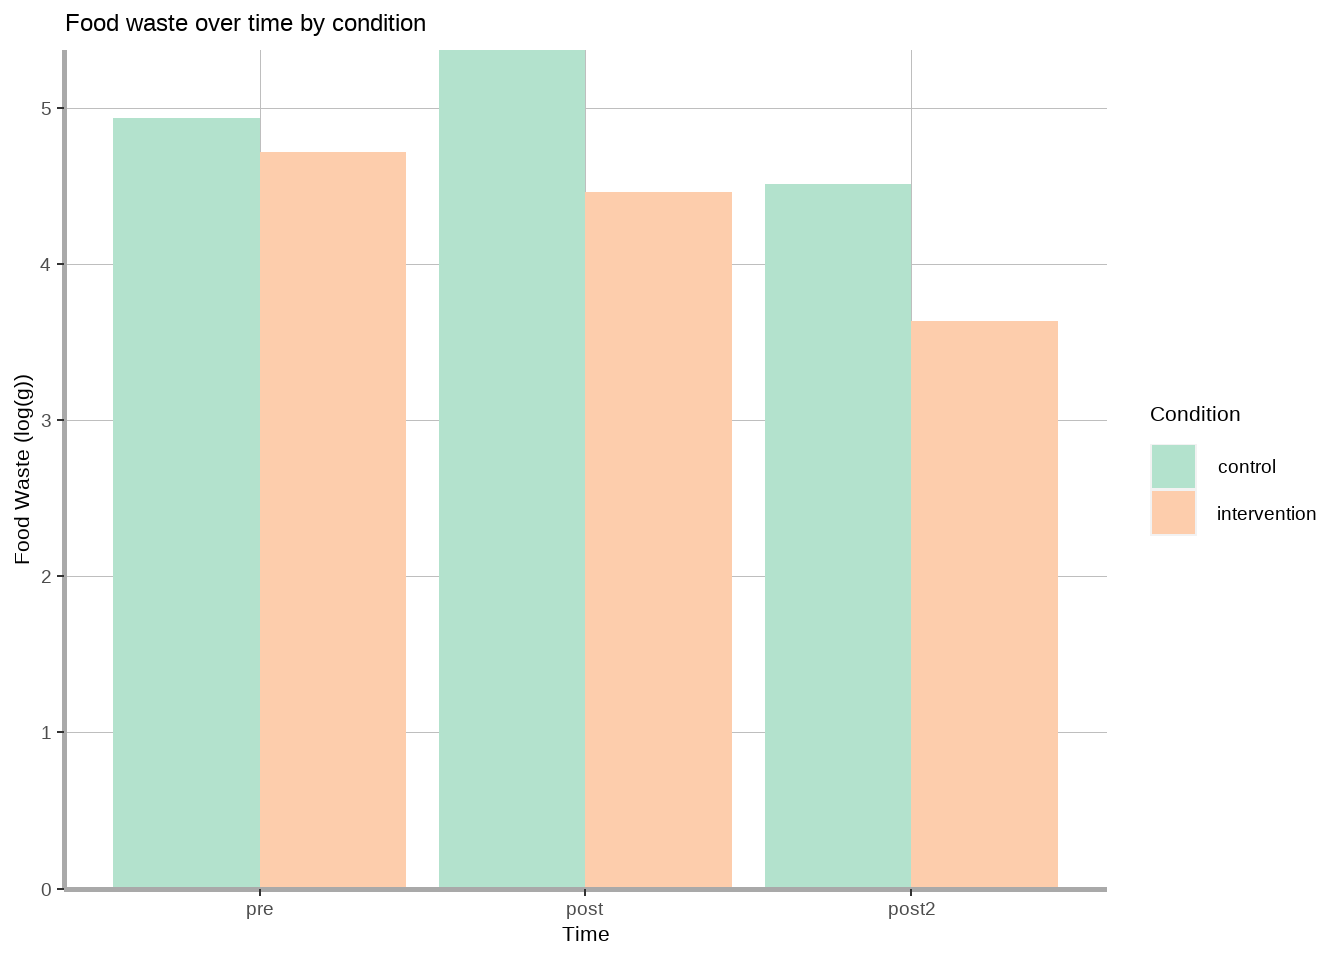 Food waste over time by condition
Food Waste (log(g))
5
4
3
2
1
0
pre
post
post2
Time
Condition
control
intervention